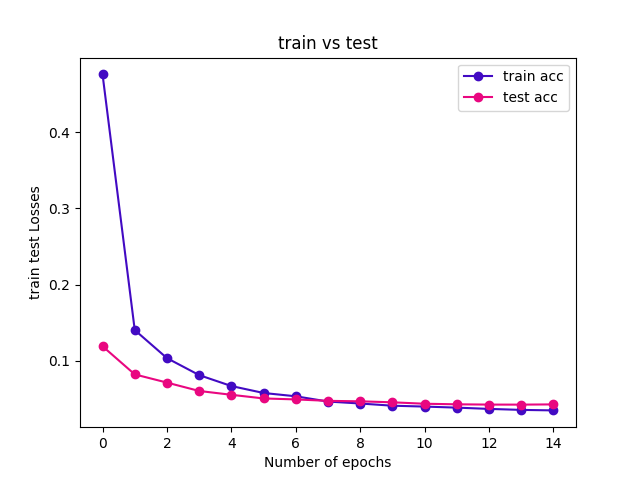 train vs test
train acc
test acc
train test Losses
0.4
0.3
0.2
0.1
0 2 4 6 8 10 12 14
Number of epochs